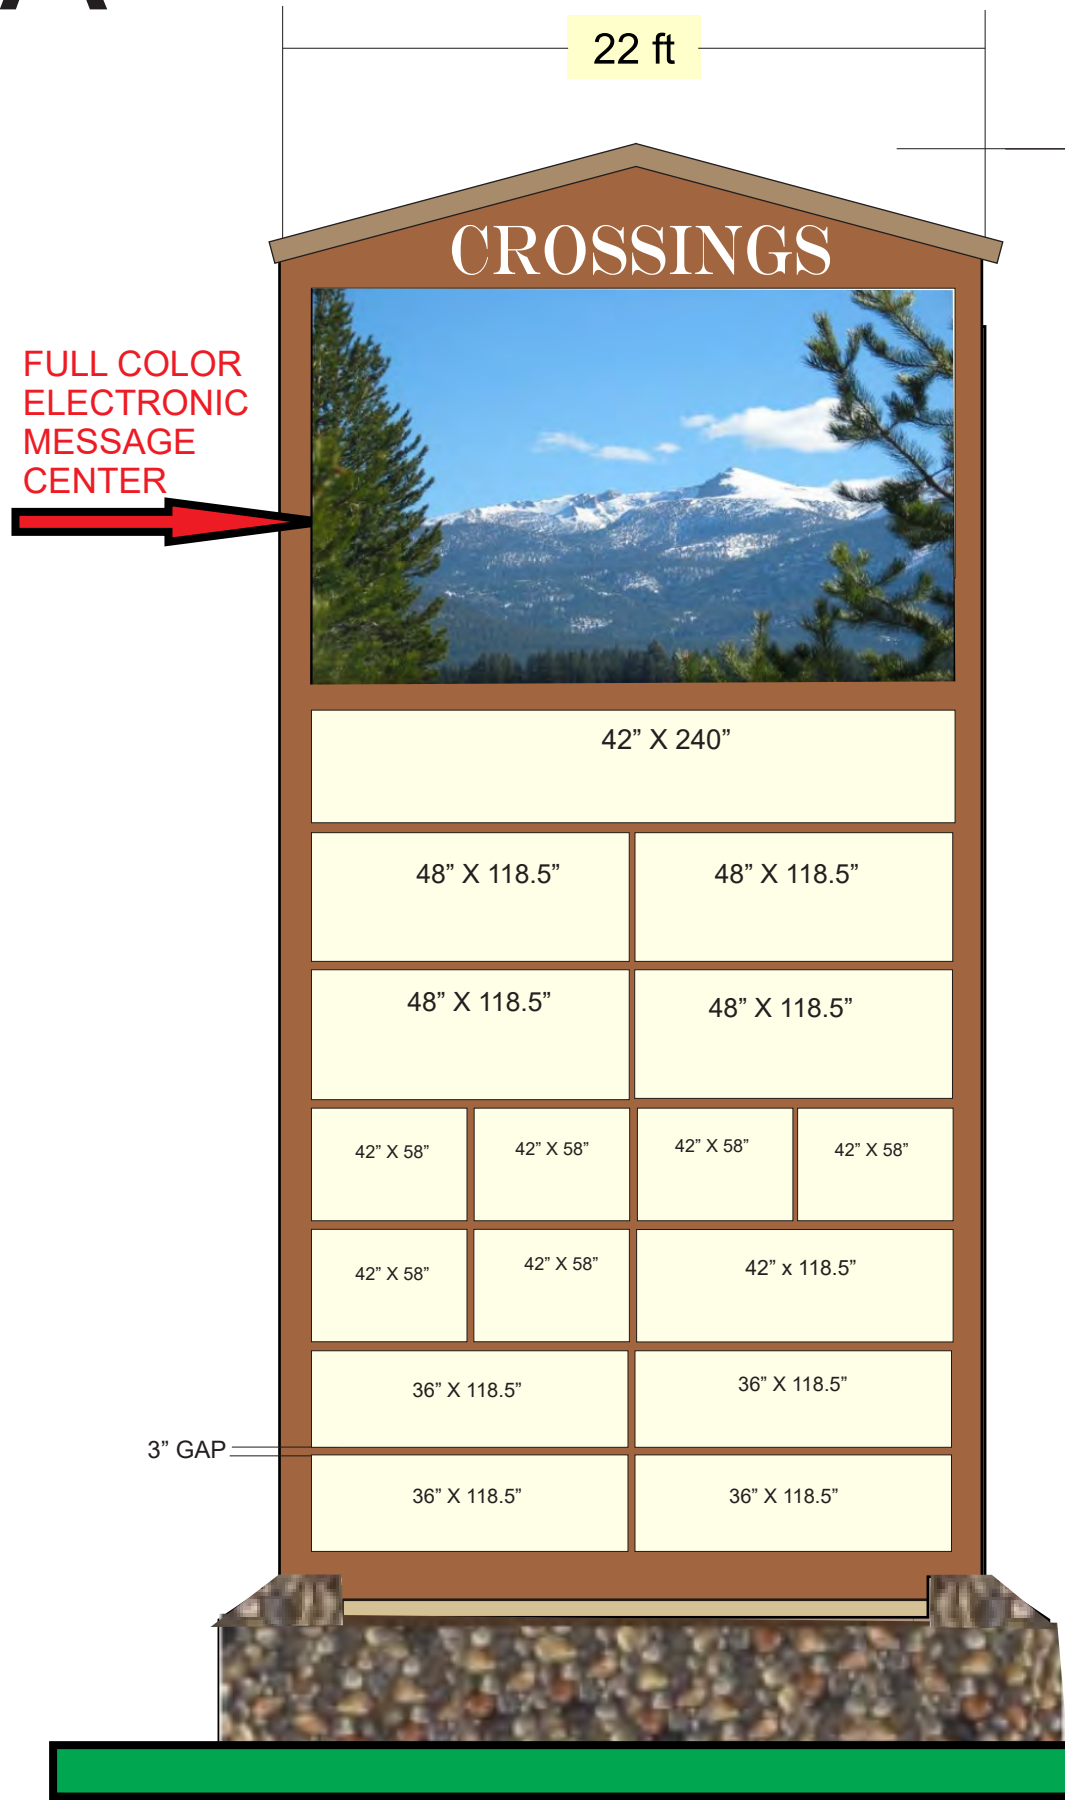 22 ft
CROSSINGS
FULL COLOR
ELECTRONIC
MESSAGE
CENTER
42” X 240”
48” X 118.5”
48” X 118.5”
48” X 118.5”
48” X 118.5”
42” X 58”
42” X 58”
42” X 58”
42” X 58”
42” X 58”
42” X 58”
42” x 118.5”
36” X 118.5”
36” X 118.5”
3” GAP
36” X 118.5”
36” X 118.5”